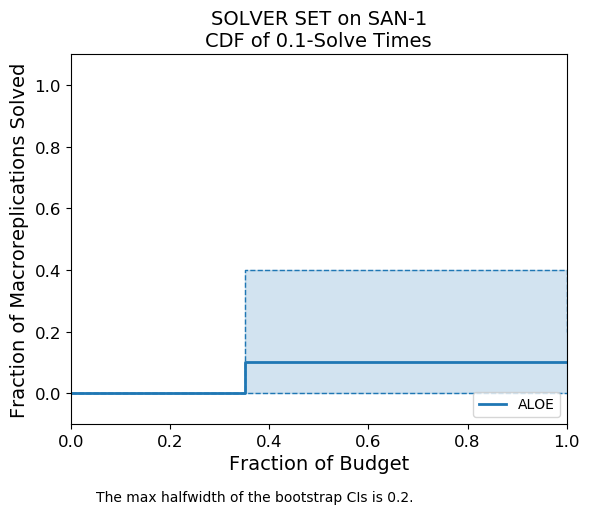 SOLVER SET on SAN-1
CDF of 0.1-Solve Times
Fraction of Macroreplications Solved
1.0
0.8
0.6
0.4
0.2
0.0
ALOE
0.0 0.2 0.4 0.6 0.8 1.0
Fraction of Budget
The max halfwidth of the bootstrap CIs is 0.2.